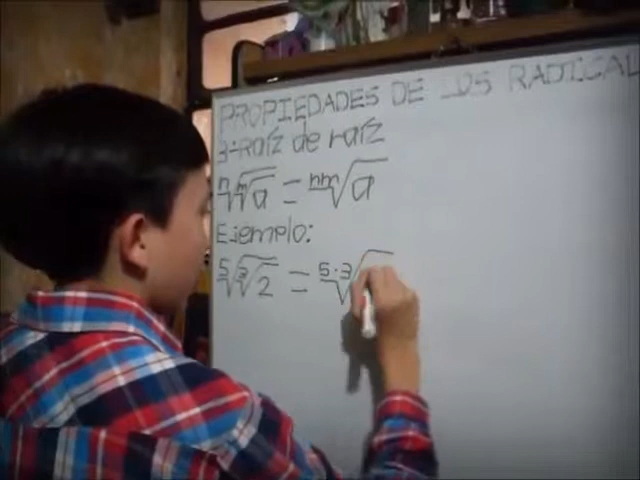 PROPIEDADES DE LOS RADICAL
3÷Raíz de raíz
ⁿ√ᵐ√a = ⁿᵐ√a
Ejemplo:
⁵√³√2 = ⁵·³√